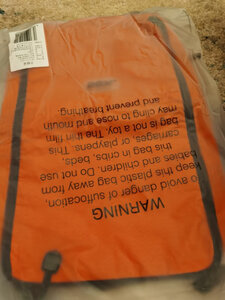 WARNING
To avoid danger of suffocation,
keep this plastic bag away from
babies and children. Do not use
this bag in cribs, beds,
carriages, or playpens. This
bag is not a toy. The thin film
may cling to nose and mouth
and prevent breathing.